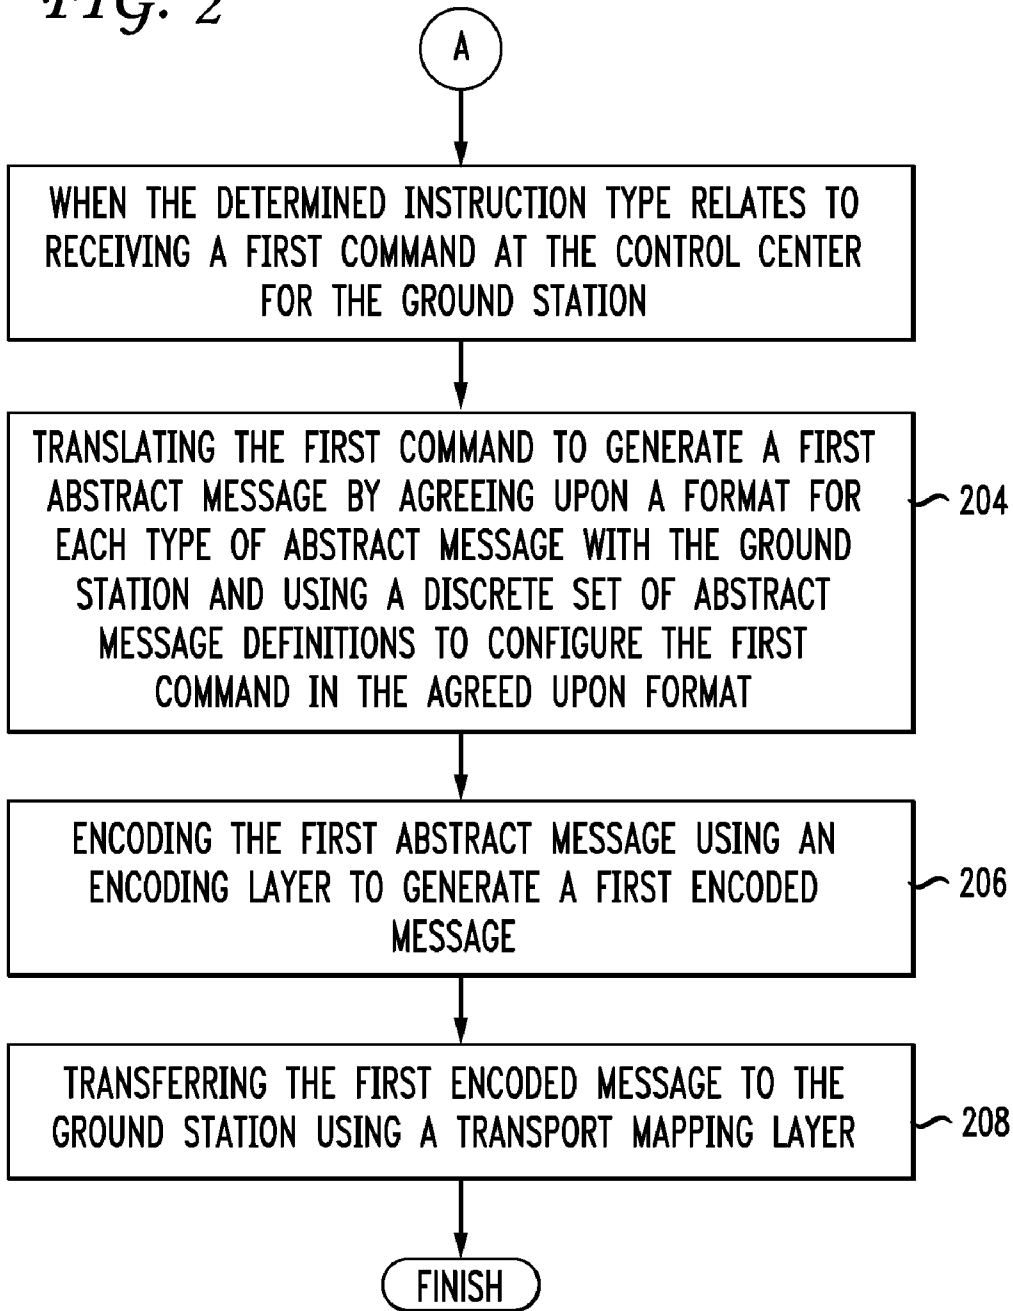 FIG. 2
A
WHEN THE DETERMINED INSTRUCTION TYPE RELATES TO
RECEIVING A FIRST COMMAND AT THE CONTROL CENTER
FOR THE GROUND STATION
TRANSLATING THE FIRST COMMAND TO GENERATE A FIRST
ABSTRACT MESSAGE BY AGREEING UPON A FORMAT FOR
EACH TYPE OF ABSTRACT MESSAGE WITH THE GROUND
STATION AND USING A DISCRETE SET OF ABSTRACT
MESSAGE DEFINITIONS TO CONFIGURE THE FIRST
COMMAND IN THE AGREED UPON FORMAT
204
ENCODING THE FIRST ABSTRACT MESSAGE USING AN
ENCODING LAYER TO GENERATE A FIRST ENCODED
MESSAGE
206
TRANSFERRING THE FIRST ENCODED MESSAGE TO THE
GROUND STATION USING A TRANSPORT MAPPING LAYER
208
FINISH